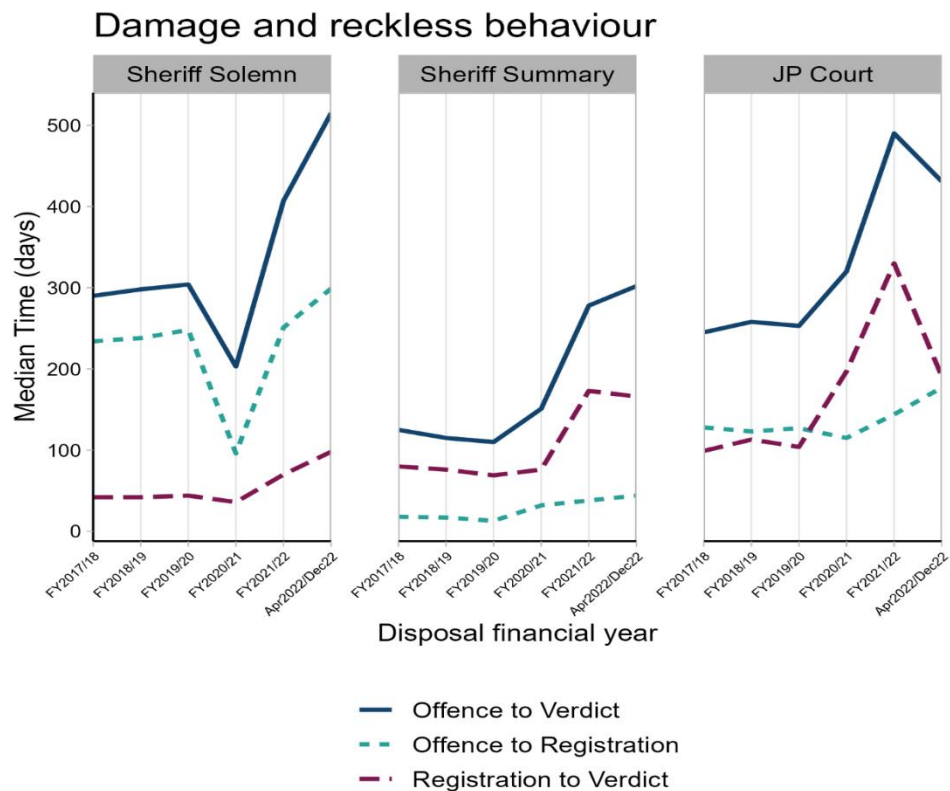 Damage and reckless behaviour
Sheriff Solemn
Sheriff Summary
JP Court
Median Time (days)
500
400
300
200
100
0
FY2017/18
FY2018/19
FY2019/20
FY2020/21
FY2021/22
Apr2022/Dec22
FY2017/18
FY2018/19
FY2019/20
FY2020/21
FY2021/22
Apr2022/Dec22
FY2017/18
FY2018/19
FY2019/20
FY2020/21
FY2021/22
Apr2022/Dec22
Disposal financial year
Offence to Verdict
Offence to Registration
Registration to Verdict